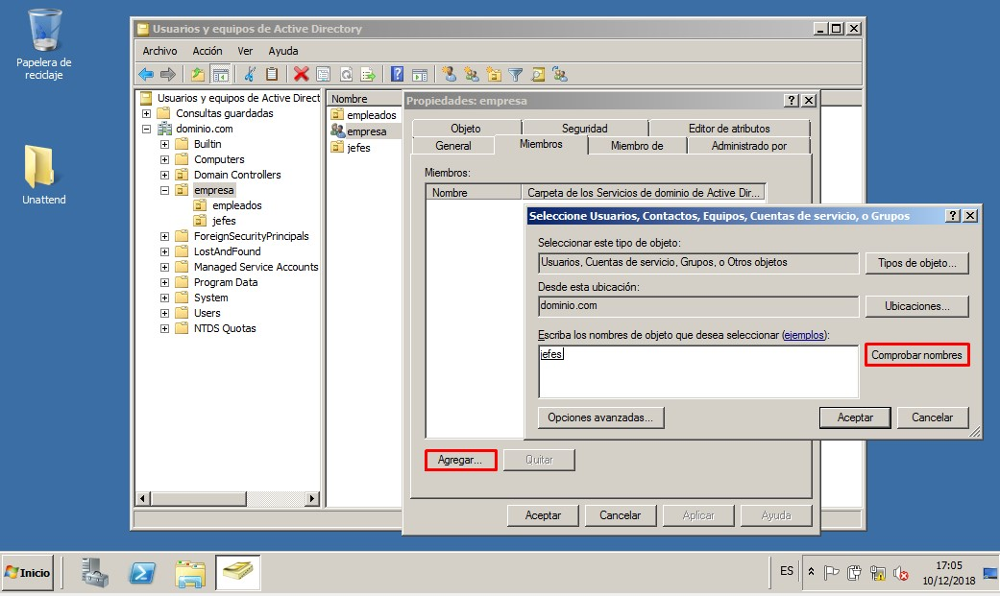 Papelera de
reciclaje
Unattend
Usuarios y equipos de Active Directory
Archivo Acción Ver Ayuda
Usuarios y equipos de Active Direct
Consultas guardadas
dominio.com
Builtin
Computers
Domain Controllers
empresa
empleados
jefes
ForeignSecurityPrincipals
LostAndFound
Managed Service Accounts
Program Data
System
Users
NTDS Quotas
Nombre
empleados
empresa
jefes
Propiedades: empresa
Objeto Seguridad Editor de atributos
General Miembros Miembro de Administrado por
Miembros:
Nombre Carpeta de los Servicios de dominio de Active Dir...
Seleccione Usuarios, Contactos, Equipos, Cuentas de servicio, o Grupos
Seleccionar este tipo de objeto:
Usuarios, Cuentas de servicio, Grupos, o Otros objetos Tipos de objeto...
Desde esta ubicación:
dominio.com Ubicaciones...
Escriba los nombres de objeto que desea seleccionar (ejemplos):
jefes Comprobar nombres
Opciones avanzadas... Aceptar Cancelar
Agregar... Quitar
Aceptar Cancelar Aplicar Ayuda
Inicio
ES
17:05
10/12/2018